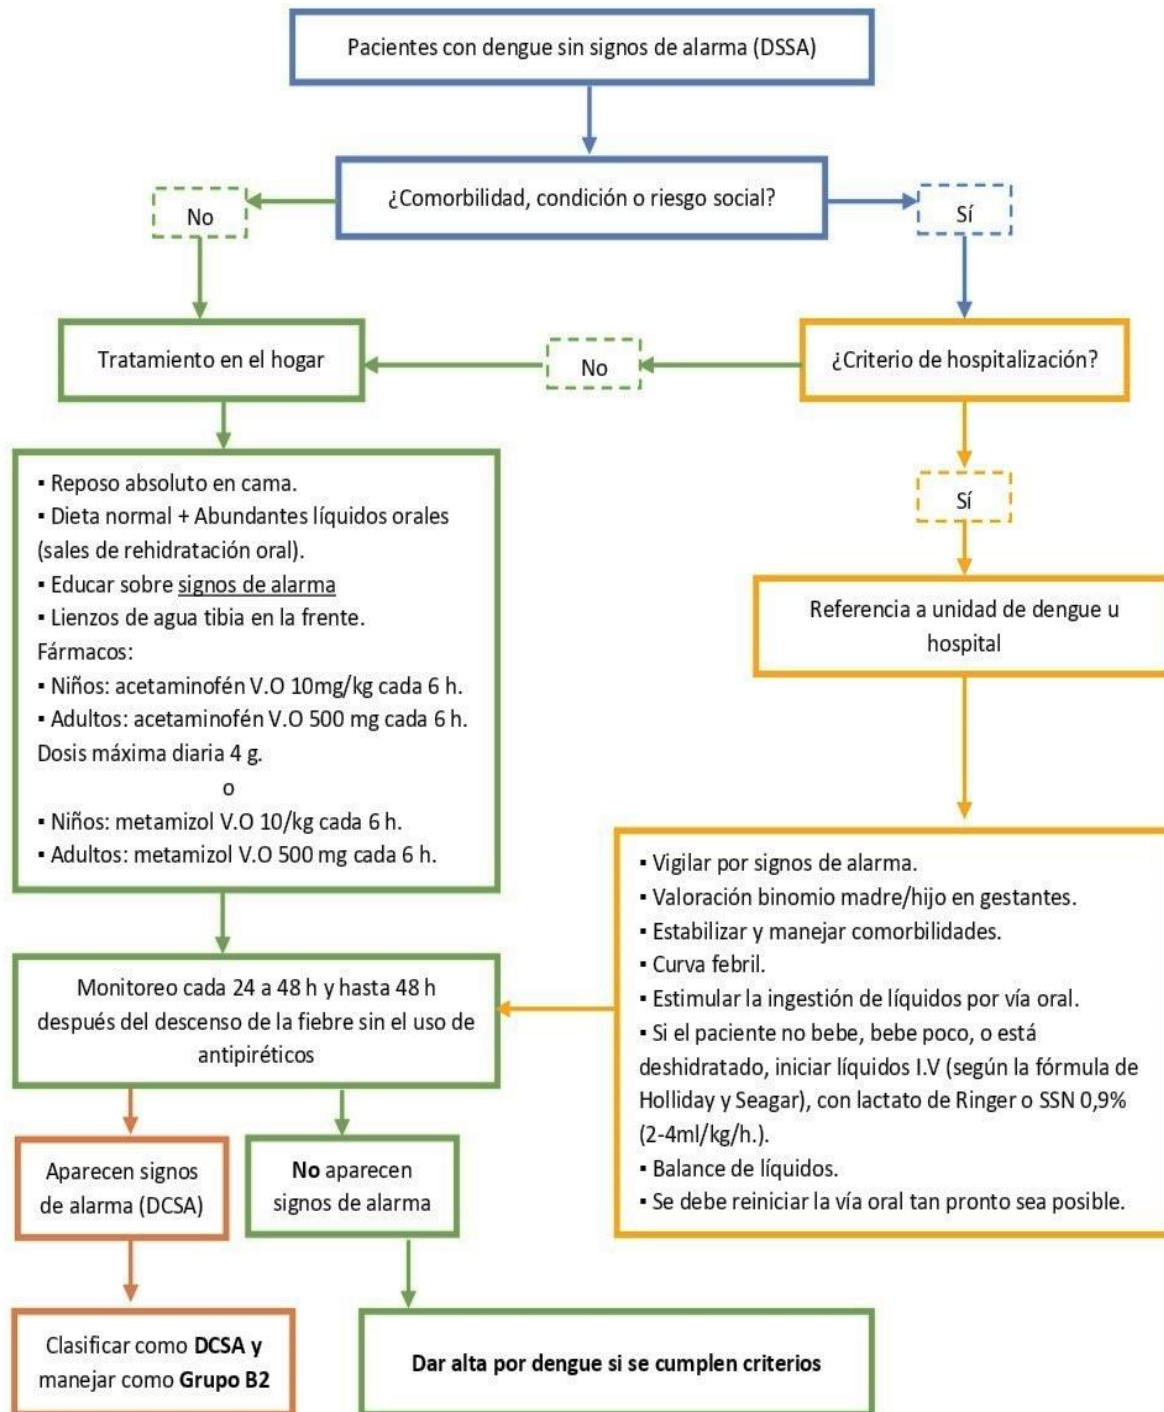 Pacientes con dengue sin signos de alarma (DSSA)
¿Comorbilidad, condición o riesgo social?
No
Sí
Tratamiento en el hogar
No
¿Criterio de hospitalización?
▪ Reposo absoluto en cama.
▪ Dieta normal + Abundantes líquidos orales
(sales de rehidratación oral).
▪ Educar sobre signos de alarma
▪ Lienzos de agua tibia en la frente.
Fármacos:
▪ Niños: acetaminofén V.O 10mg/kg cada 6 h.
▪ Adultos: acetaminofén V.O 500 mg cada 6 h.
Dosis máxima diaria 4 g.
o
▪ Niños: metamizol V.O 10/kg cada 6 h.
▪ Adultos: metamizol V.O 500 mg cada 6 h.
Sí
Referencia a unidad de dengue u
hospital
▪ Vigilar por signos de alarma.
▪ Valoración binomio madre/hijo en gestantes.
▪ Estabilizar y manejar comorbilidades.
▪ Curva febril.
▪ Estimular la ingestión de líquidos por vía oral.
▪ Si el paciente no bebe, bebe poco, o está
deshidratado, iniciar líquidos I.V (según la fórmula de
Holliday y Seagar), con lactato de Ringer o SSN 0,9%
(2-4ml/kg/h.).
▪ Balance de líquidos.
▪ Se debe reiniciar la vía oral tan pronto sea posible.
Monitoreo cada 24 a 48 h y hasta 48 h
después del descenso de la fiebre sin el uso de
antipiréticos
Aparecen signos
de alarma (DCSA)
No aparecen
signos de alarma
Clasificar como DCSA y
manejar como Grupo B2
Dar alta por dengue si se cumplen criterios